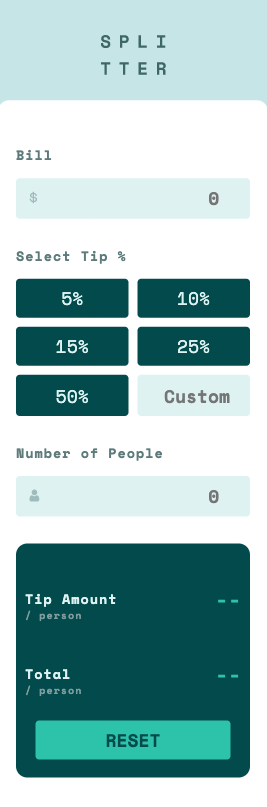 SPLI
TTER
Bill
$ 0
Select Tip %
5% 10%
15% 25%
50% Custom
Number of People
0
Tip Amount --
/ person
Total --
/ person
RESET